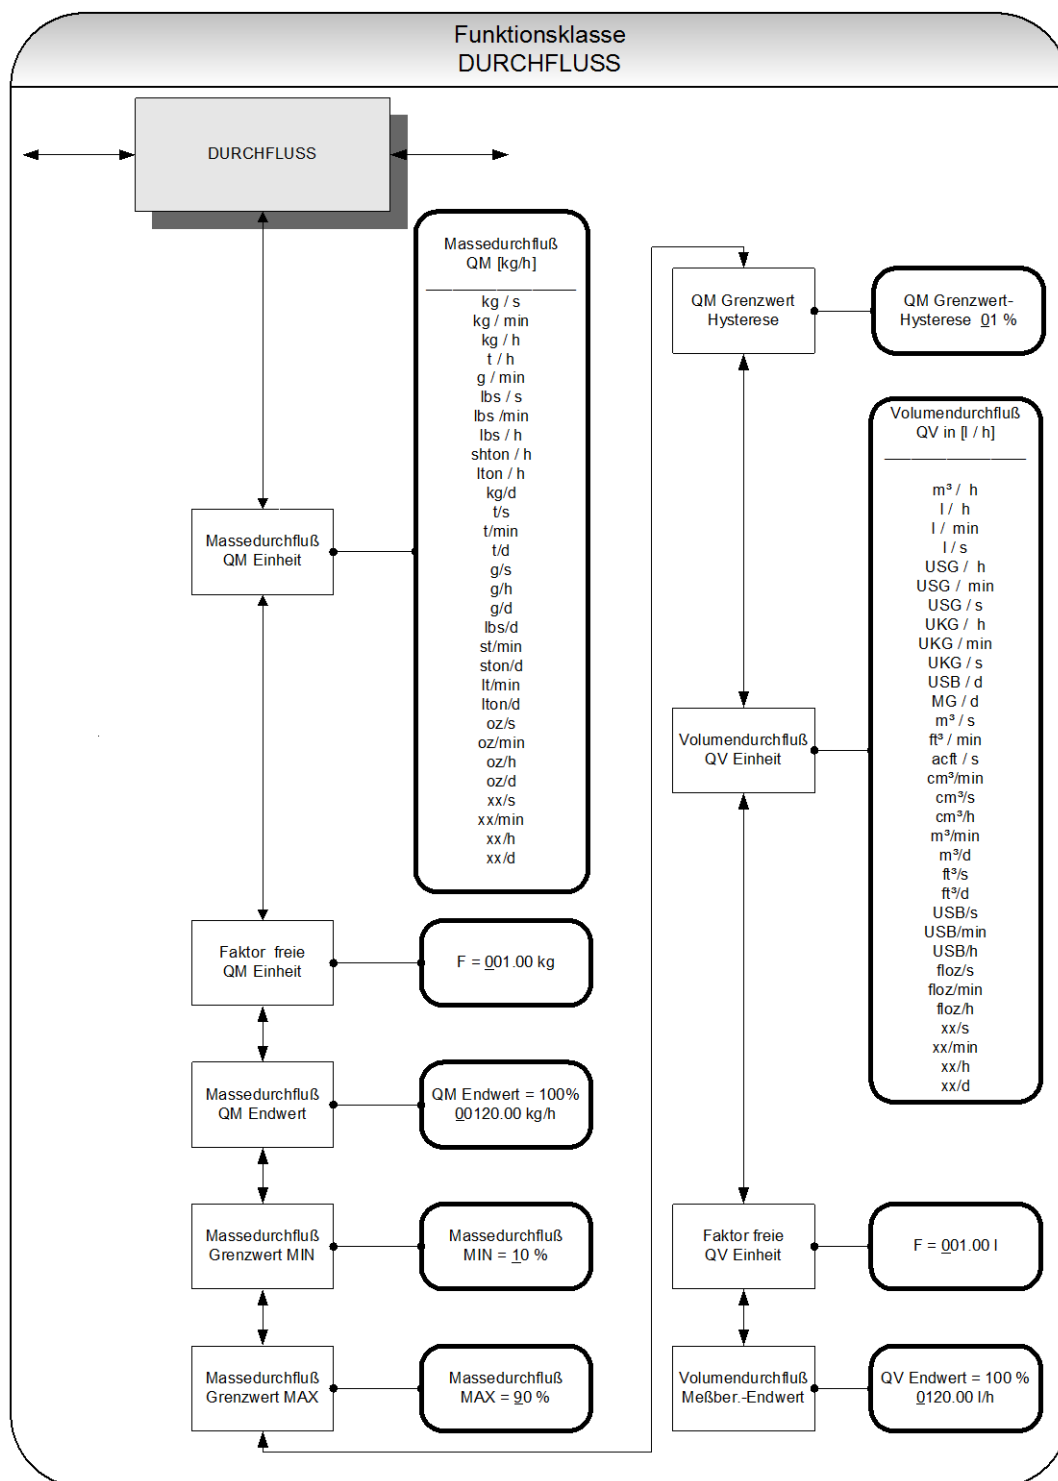 Funktionsklasse
DURCHFLUSS
DURCHFLUSS
Massedurchfluß
QM [kg/h]
kg / s
kg / min
kg / h
t / h
g / min
lbs / s
lbs /min
lbs / h
shton / h
lton / h
kg/d
t/s
t/min
t/d
g/s
g/h
g/d
lbs/d
st/min
ston/d
lt/min
lton/d
oz/s
oz/min
oz/h
oz/d
xx/s
xx/min
xx/h
xx/d
Massedurchfluß
QM Einheit
Faktor freie
QM Einheit
F = 001.00 kg
Massedurchfluß
QM Endwert
QM Endwert = 100%
00120.00 kg/h
Massedurchfluß
Grenzwert MIN
Massedurchfluß
MIN = 10 %
Massedurchfluß
Grenzwert MAX
Massedurchfluß
MAX = 90 %
QM Grenzwert
Hysterese
QM Grenzwert-
Hysterese 01 %
Volumendurchfluß
QV in [l / h]
m³ / h
l / h
l / min
l / s
USG / h
USG / min
USG / s
UKG / h
UKG / min
UKG / s
USB / d
MG / d
m³ / s
ft³ / min
acft / s
cm³/min
cm³/s
cm³/h
m³/min
m³/d
ft³/s
ft³/d
USB/s
USB/min
USB/h
floz/s
floz/min
floz/h
xx/s
xx/min
xx/h
xx/d
Volumendurchfluß
QV Einheit
Faktor freie
QV Einheit
F = 001.00 l
Volumendurchfluß
Meßber.-Endwert
QV Endwert = 100 %
0120.00 l/h